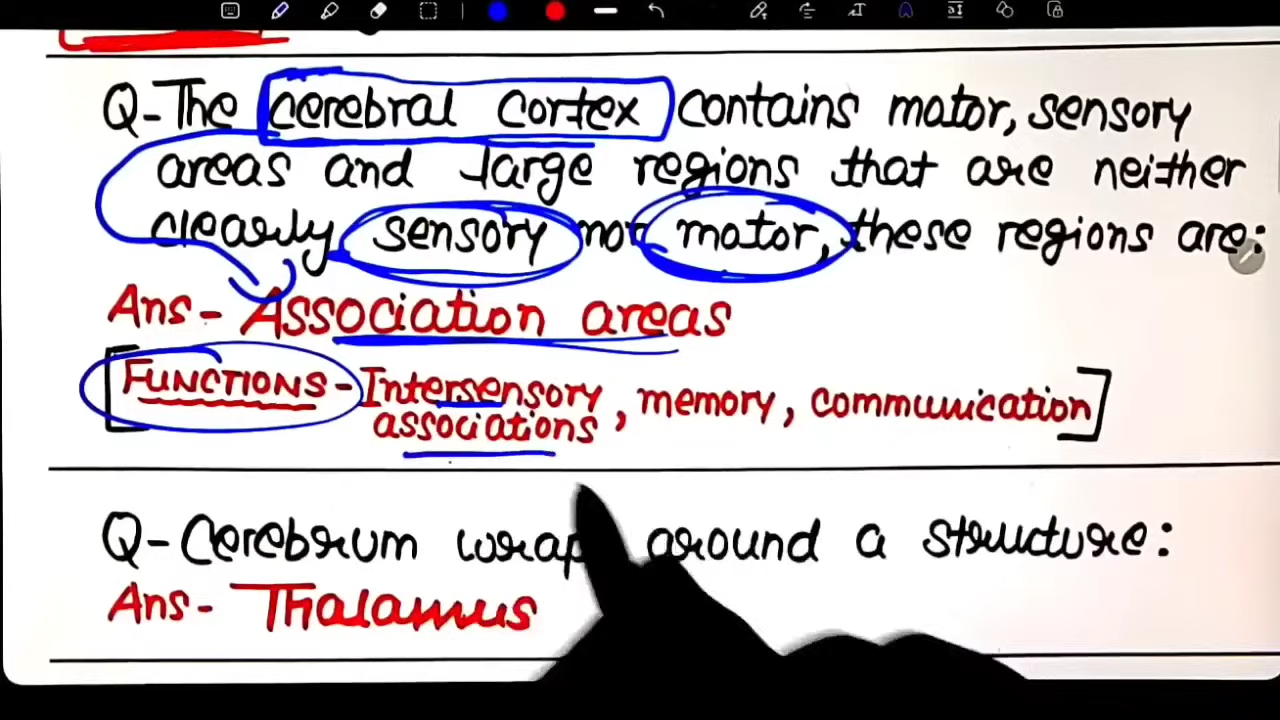 Q-The cerebral cortex contains motor, sensory
areas and large regions that are neither
clearly sensory nor motor, these regions are:
Ans- Association areas
[FUNCTIONS- Intersensory associations, memory, communication]
Q- Cerebrum wraps around a structure:
Ans- Thalamus